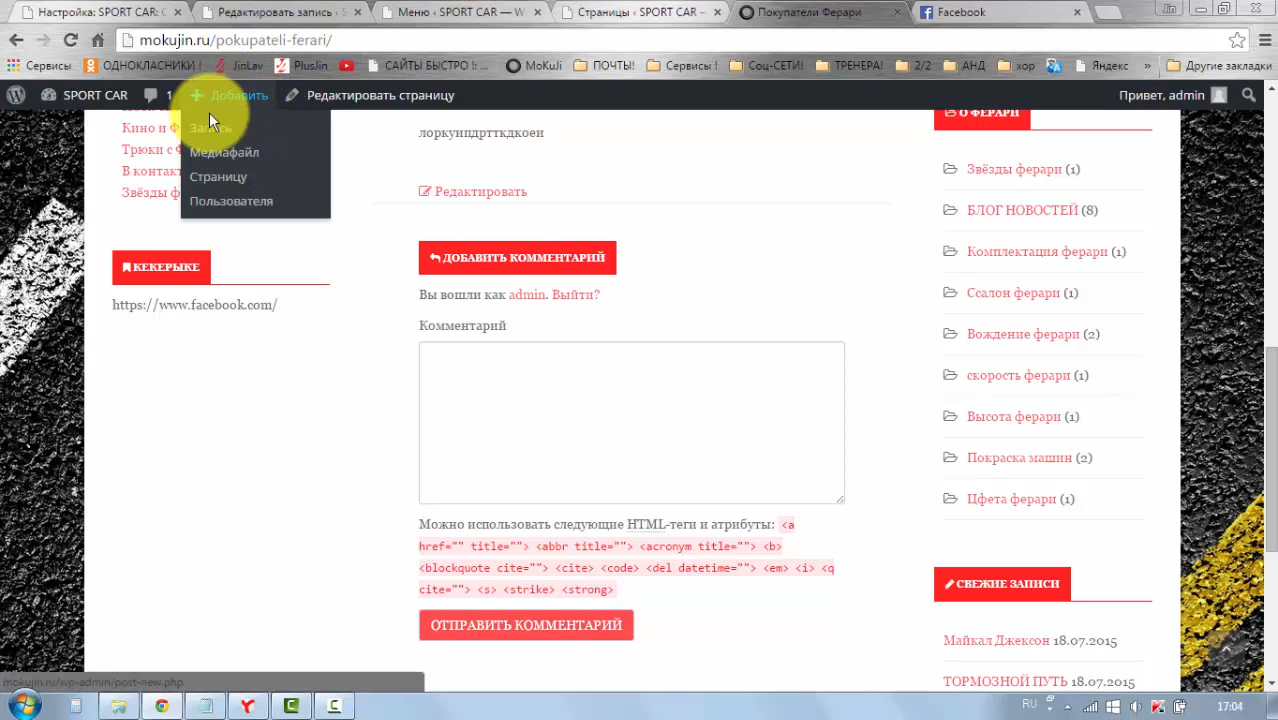 Настройка: SPORT CAR
Редактировать запись ‹ S
Меню ‹ SPORT CAR — W
Страницы ‹ SPORT CAR —
Покупатели Ферари
Facebook
Jin
mokujin.ru/pokupateli-ferari/
Сервисы
ОДНОКЛАСНИКИ !
JinLav
PlusJin
САЙТЫ БЫСТРО !: ...
MoKuJi
ПОЧТЫ!
Сервисы !
Соц-СЕТИ!
2/2
АНД
хор
Яндекс
»
Другие закладки
SPORT CAR
1
Добавить
Редактировать страницу
Привет, admin
Запись
Медиафайл
Страницу
Пользователя
Кино и Ф
Трюки с Ф
В контакт
Звёзды ф
КЕКЕРЫКЕ
https://www.facebook.com/
лоркуипдрттқдкоеи
Редактировать
ДОБАВИТЬ КОММЕНТАРИЙ
Вы вошли как admin. Выйти?
Комментарий
Можно использовать следующие HTML-теги и атрибуты: <a
href="" title=""> <abbr title=""> <acronym title=""> <b>
<blockquote cite=""> <cite> <code> <del datetime=""> <em> <i> <q
cite=""> <s> <strike> <strong>
ОТПРАВИТЬ КОММЕНТАРИЙ
О ФЕРАРИ
Звёзды ферари (1)
БЛОГ НОВОСТЕЙ (8)
Комплектация ферари (1)
Ссалон ферари (1)
Вождение ферари (2)
скорость ферари (1)
Высота ферари (1)
Покраска машин (2)
Цфета ферари (1)
СВЕЖИЕ ЗАПИСИ
Майкал Джексон 18.07.2015
ТОРМОЗНОЙ ПУТЬ 18.07.2015
mokujin.ru/wp-admin/post-new.php
RU
17:04